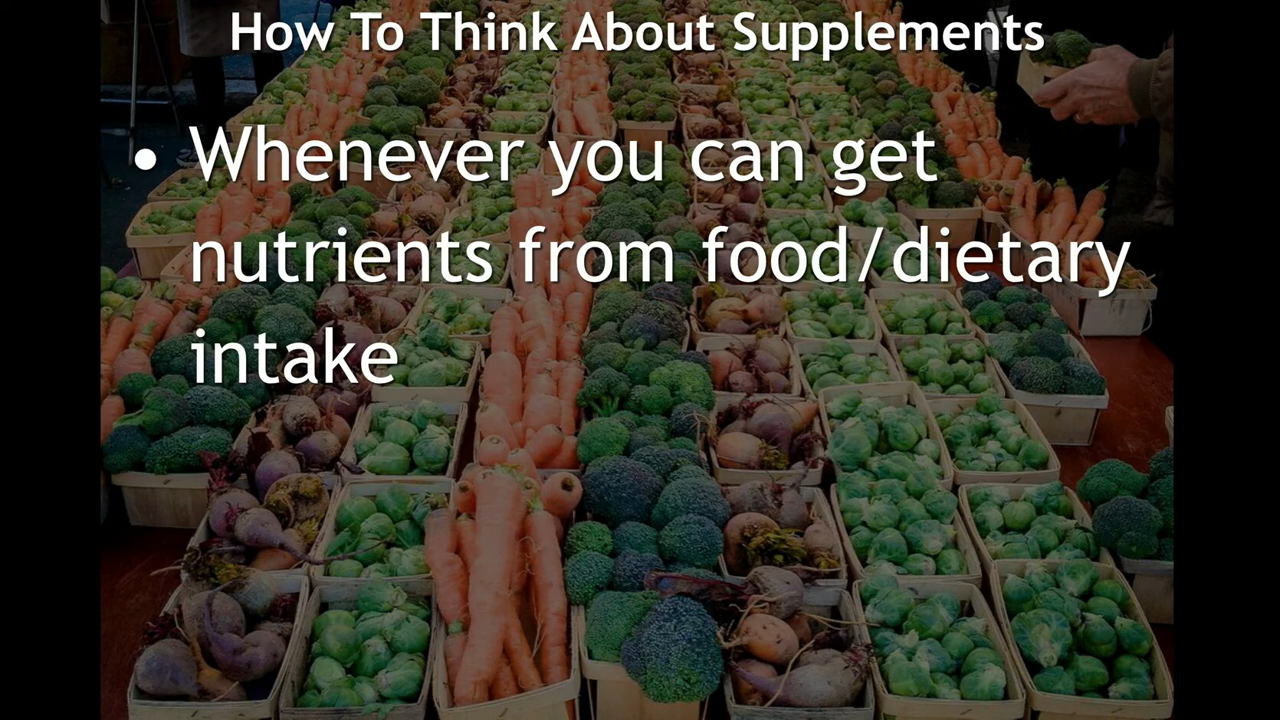 How To Think About Supplements
• Whenever you can get
nutrients from food/dietary
intake